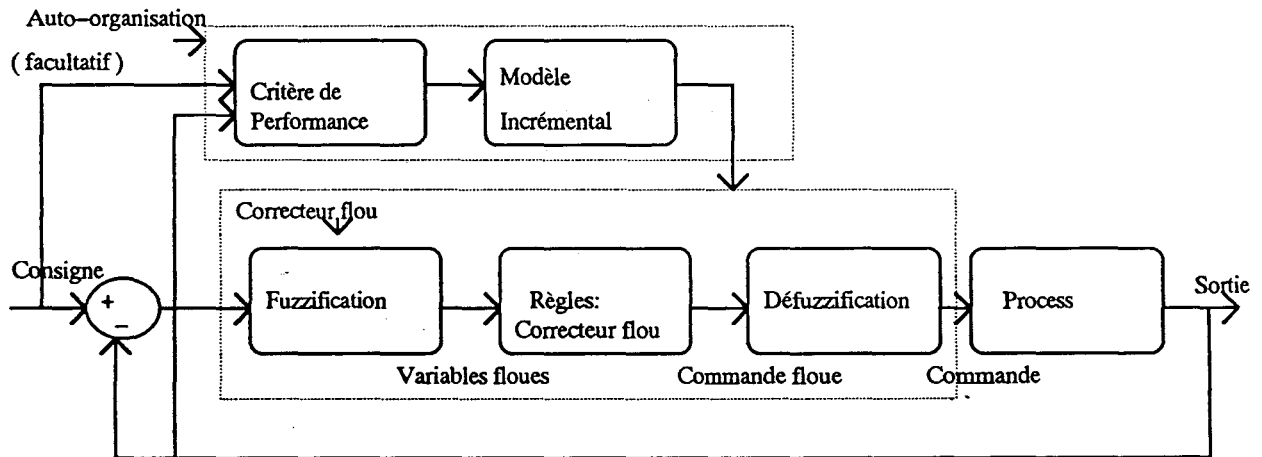 Auto-organisation
( facultatif )
Critère de
Performance
Modèle
Incrémental
Correcteur flou
Consigne
+
−
Fuzzification
Règles:
Correcteur flou
Défuzzification
Process
Sortie
Variables floues
Commande floue
Commande